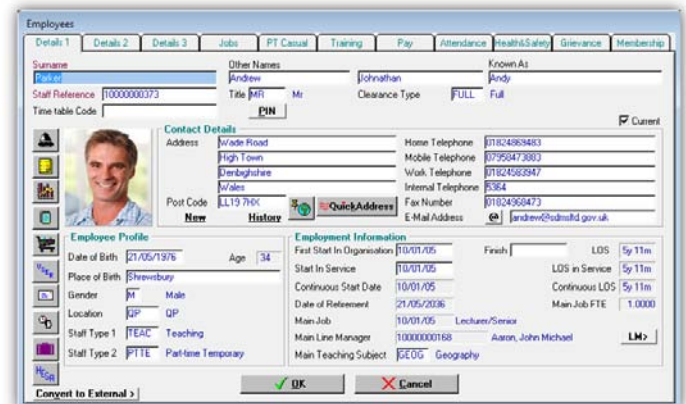 Employees
Details 1 Details 2 Details 3 Jobs PT Casual Training Pay Attendance Health&Safety Grievance Membership
Surname Other Names Known As
Parker Andrew Johnathan Andy
Staff Reference 10000000373 Title MR Mr Clearance Type FULL Full
Time table Code PIN
Current
Contact Details
Address Wade Road Home Telephone 01824869483
High Town Mobile Telephone 07958473883
Denbighshire Work Telephone 01824583947
Wales Internal Telephone 5364
Post Code LL19 7HX QuickAddress Fax Number 01824968473
New History E-Mail Address @ andrew@sdmsltd.gov.uk
Employee Profile Employment Information
Date of Birth 21/05/1976 Age 34 First Start In Organisation 10/01/05 Finish LOS 5y 11m
Place of Birth Shrewsbury Start In Service 10/01/05 LOS in Service 5y 11m
Gender M Male Continuous Start Date 10/01/05 Continuous LOS 5y 11m
Location QP QP Date of Retirement 21/05/2036 Main Job FTE 1.0000
Staff Type 1 TEAC Teaching Main Job 10/01/05 Lecturer/Senior
Staff Type 2 PTTE Part-time Temporary Main Line Manager 10000000168 Aaron, John Michael LM>
Main Teaching Subject GEOG Geography
Convert to External > OK Cancel